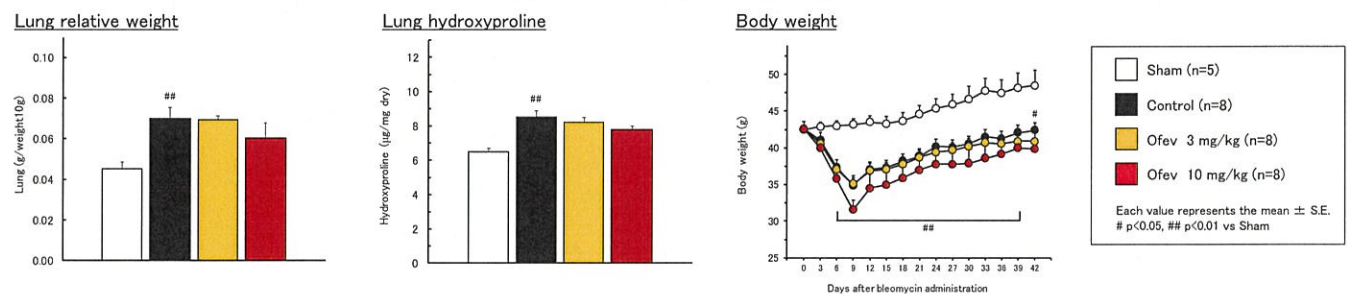 Lung relative weight
Lung (g/weight10g)
0.10
0.08
0.06
0.04
0.02
0.00
##
Lung hydroxyproline
Hydroxyproline (μg/mg dry)
12
10
8
6
4
2
0
##
Body weight
Body weight (g)
50
45
40
35
30
25
#
##
0 3 6 9 12 15 18 21 24 27 30 33 36 39 42
Days after bleomycin administration
Sham (n=5)
Control (n=8)
Ofev 3 mg/kg (n=8)
Ofev 10 mg/kg (n=8)
Each value represents the mean ± S.E.
# p<0.05, ## p<0.01 vs Sham